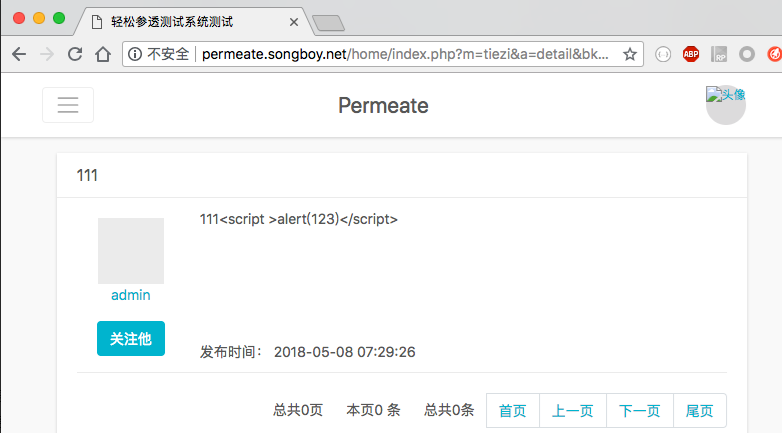 轻松参透测试系统测试
不安全 permeate.songboy.net/home/index.php?m=tiezi&a=detail&bk...
ABP
RP
Permeate
头像
111
111<script >alert(123)</script>
admin
关注他
发布时间： 2018-05-08 07:29:26
总共0页 本页0 条 总共0条 首页 上一页 下一页 尾页